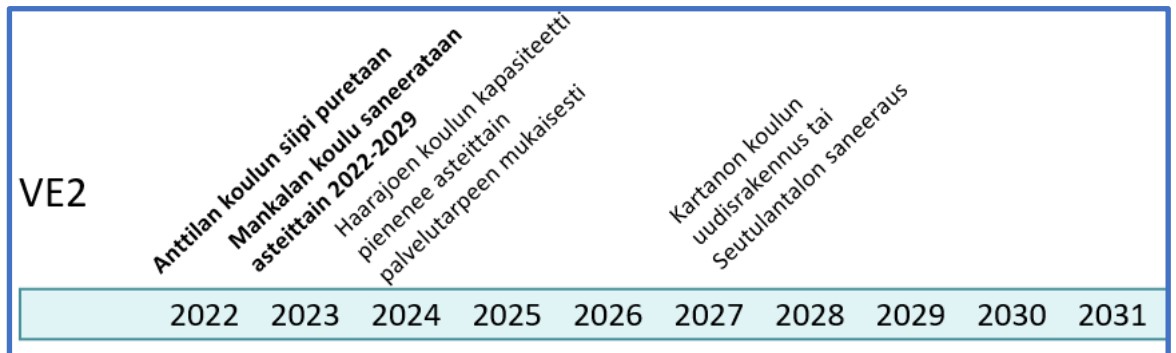 VE2
Anttilan koulun siipi puretaan
Mankalan koulu saneerataan
asteittain 2022-2029
Haarajoen koulun kapasiteetti
pienenee asteittain
palvelutarpeen mukaisesti
Kartanon koulun
uudisrakennus tai
Seutulantalon saneeraus
2022 2023 2024 2025 2026 2027 2028 2029 2030 2031